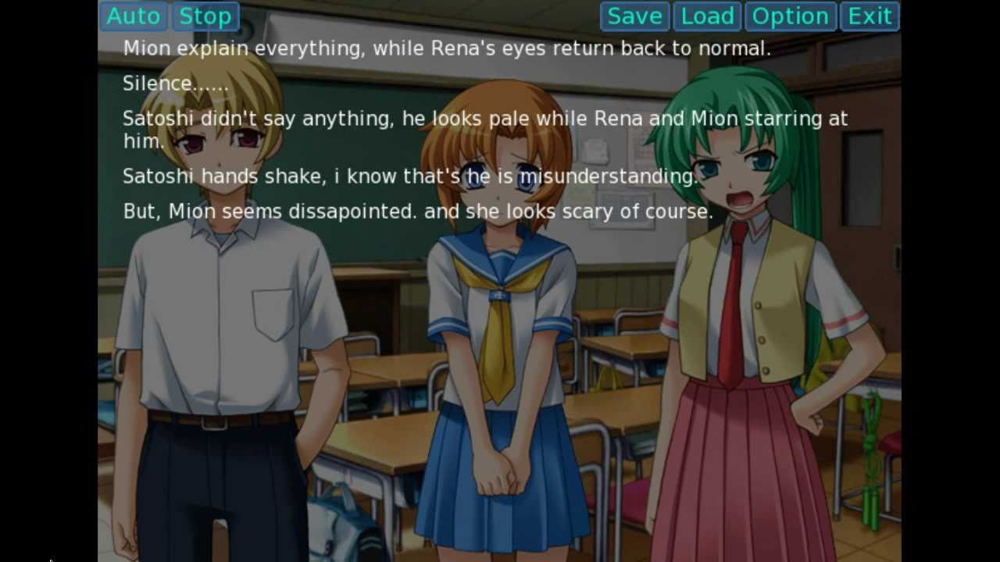 Auto Stop Save Load Option Exit
Mion explain everything, while Rena's eyes return back to normal.
Silence......
Satoshi didn't say anything, he looks pale while Rena and Mion starring at
him.
Satoshi hands shake, i know that's he is misunderstanding.
But, Mion seems dissapointed. and she looks scary of course.